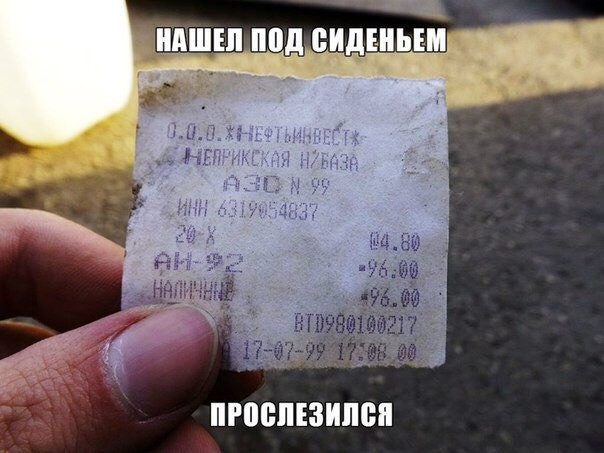 НАШЕЛ ПОД СИДЕНЬЕМ
О.О.О.*НЕФТЬИНВЕСТ*
НЕПРИКСКАЯ Н/БАЗА
АЗС N 99
ИНН 6319054837
20 X @4.80
АИ-92 *96.00
НАЛИЧНЫЕ *96.00
BTD980100217
17-07-99 17:08 00
ПРОСЛЕЗИЛСЯ